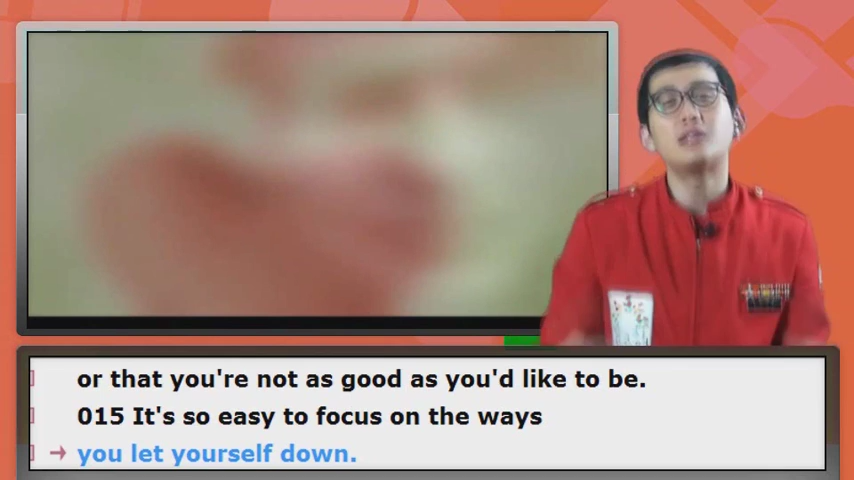 or that you're not as good as you'd like to be.
015 It's so easy to focus on the ways
→ you let yourself down.